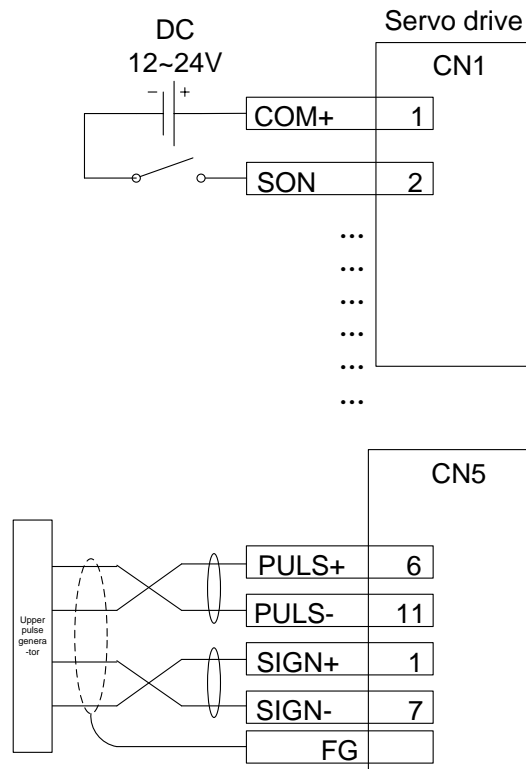 Servo drive
DC
12~24V
CN1
− +
COM+ 1
SON 2
...
...
...
...
...
...
CN5
PULS+ 6
PULS- 11
SIGN+ 1
SIGN- 7
FG
Upper
pulse
genera
-tor